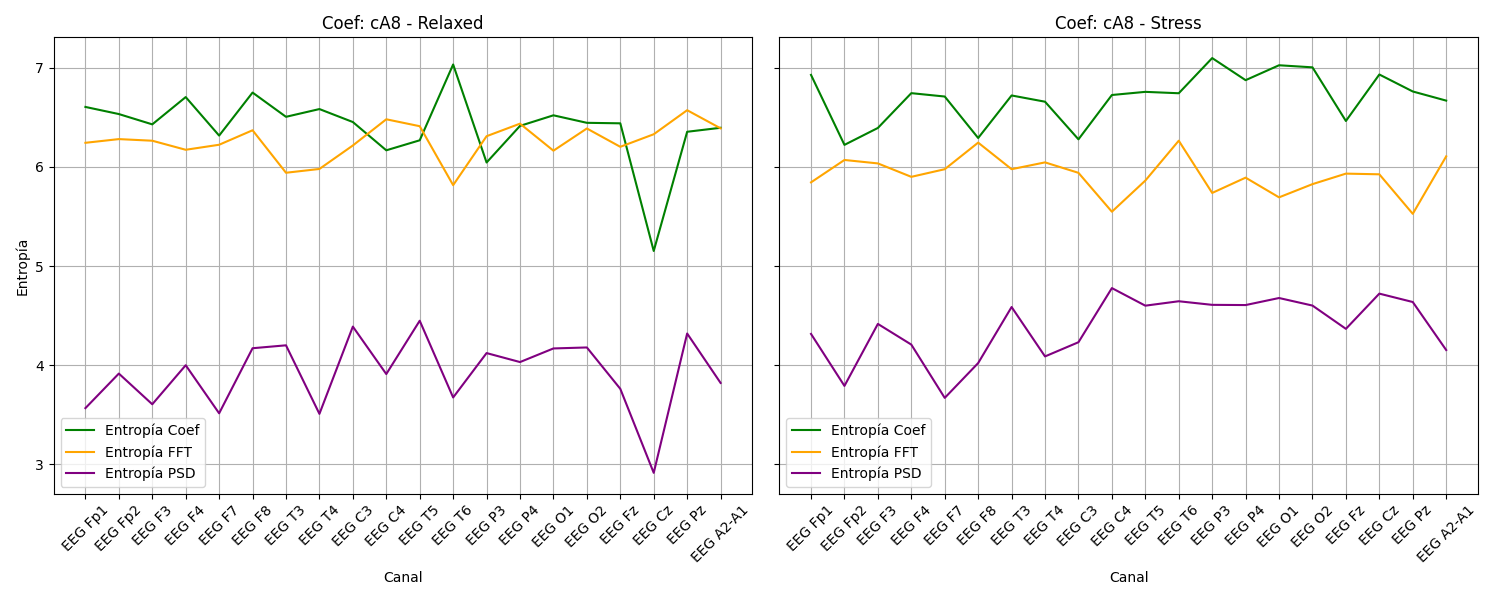 Coef: cA8 - Relaxed
Entropía
7
6
5
4
3
Entropía Coef
Entropía FFT
Entropía PSD
EEG Fp1
EEG Fp2
EEG F3
EEG F4
EEG F7
EEG F8
EEG T3
EEG T4
EEG C3
EEG C4
EEG T5
EEG T6
EEG P3
EEG P4
EEG O1
EEG O2
EEG Fz
EEG Cz
EEG Pz
EEG A2-A1
Canal
Coef: cA8 - Stress
Entropía Coef
Entropía FFT
Entropía PSD
EEG Fp1
EEG Fp2
EEG F3
EEG F4
EEG F7
EEG F8
EEG T3
EEG T4
EEG C3
EEG C4
EEG T5
EEG T6
EEG P3
EEG P4
EEG O1
EEG O2
EEG Fz
EEG Cz
EEG Pz
EEG A2-A1
Canal